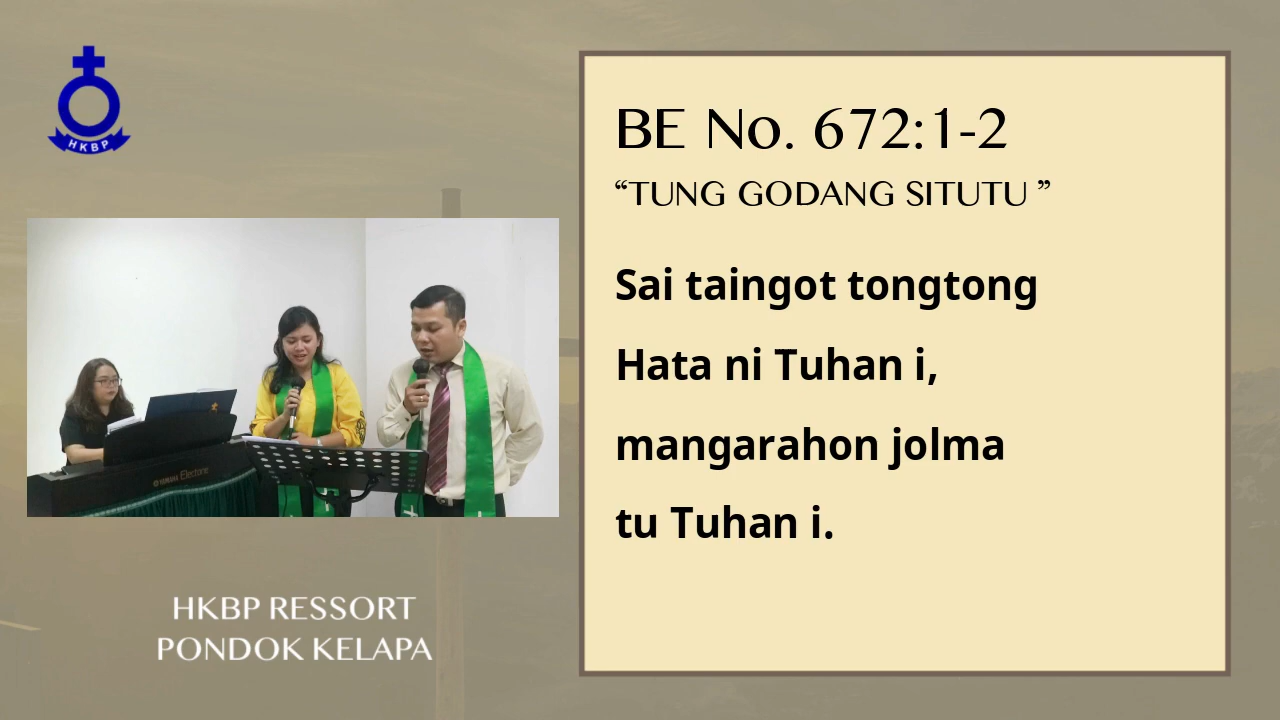 HKBP
BE No. 672:1-2
“TUNG GODANG SITUTU ”
Sai taingot tongtong
Hata ni Tuhan i,
mangarahon jolma
tu Tuhan i.
YAMAHA Electone
HKBP RESSORT
PONDOK KELAPA